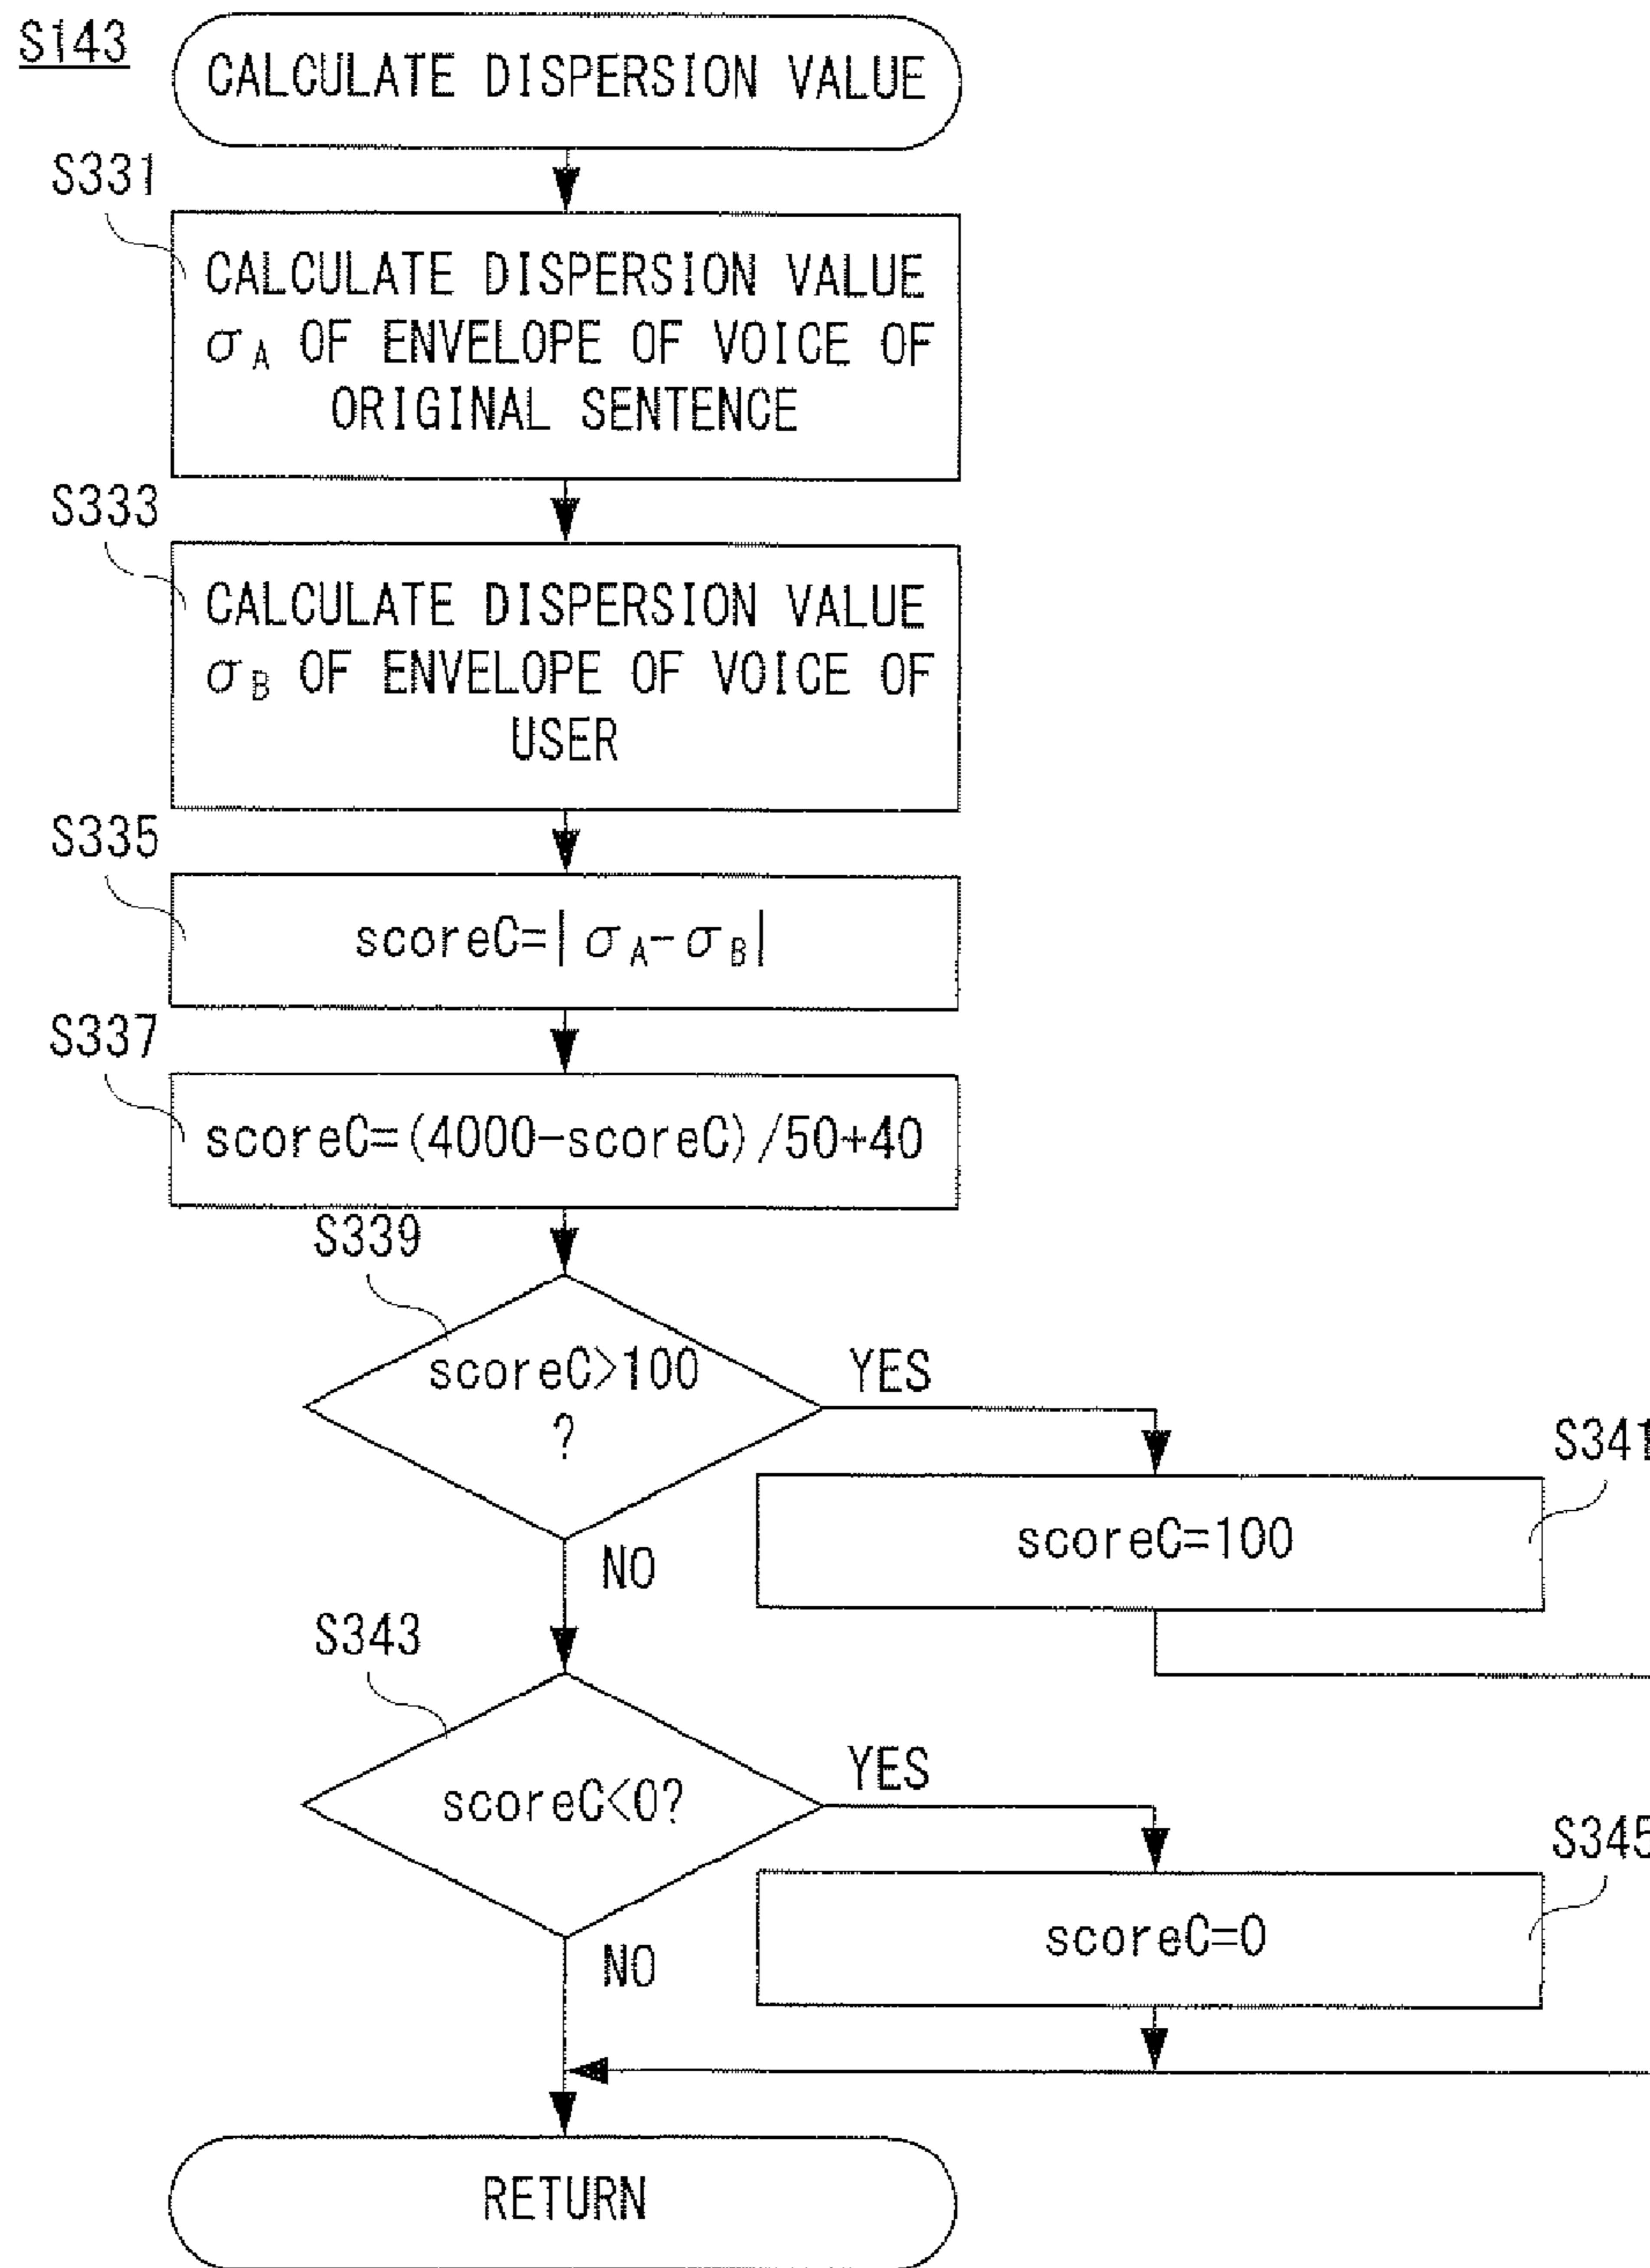 S143
CALCULATE DISPERSION VALUE
S331
CALCULATE DISPERSION VALUE
σA OF ENVELOPE OF VOICE OF
ORIGINAL SENTENCE
S333
CALCULATE DISPERSION VALUE
σB OF ENVELOPE OF VOICE OF
USER
S335
scoreC=|σA-σB|
S337
scoreC=(4000-scoreC)/50+40
S339
scoreC>100
?
YES
S341
scoreC=100
NO
S343
scoreC<0?
YES
S345
scoreC=0
NO
RETURN